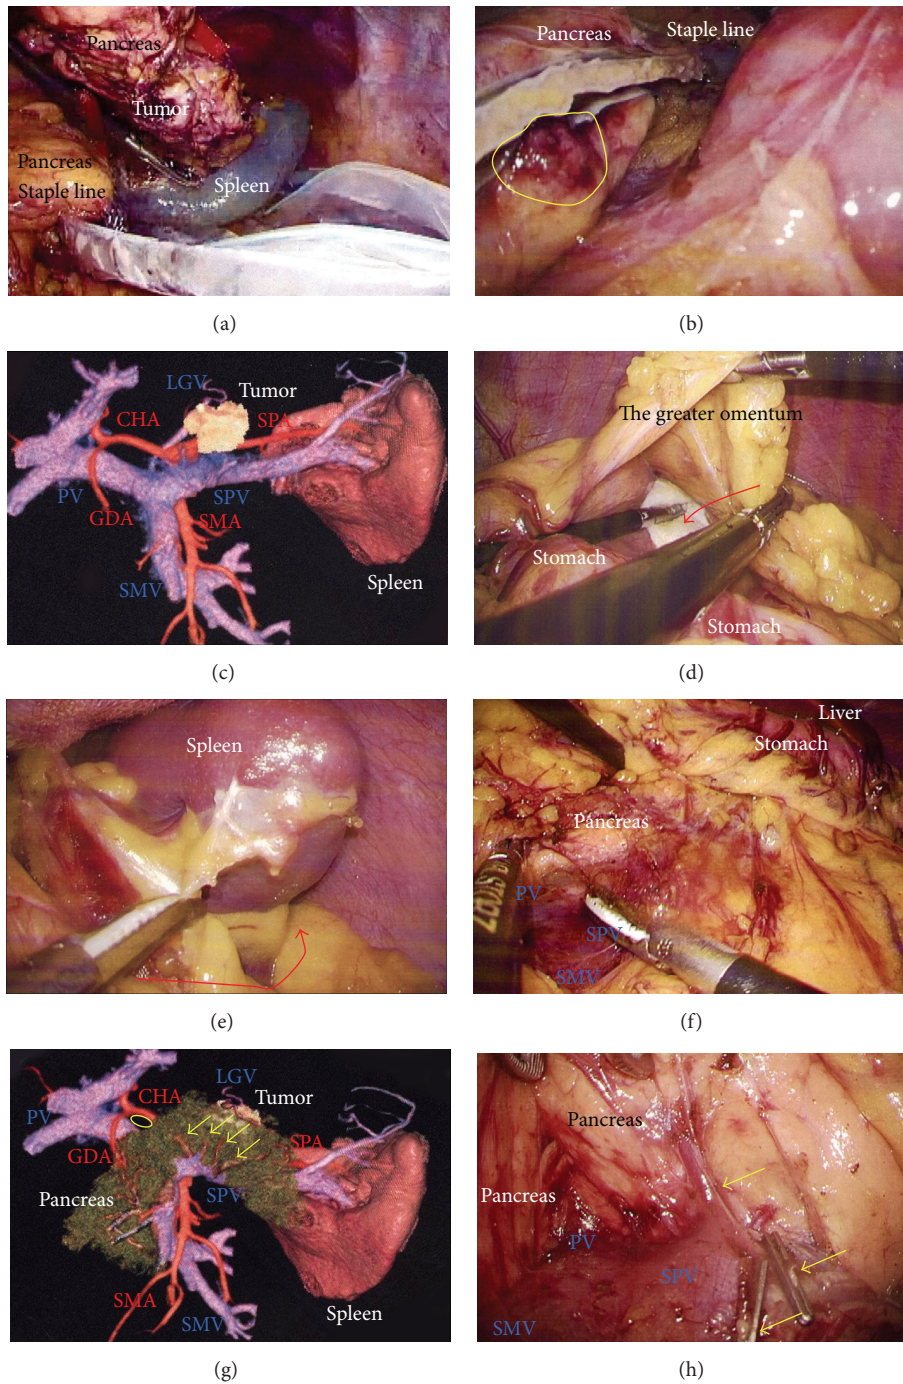 Pancreas
Tumor
Pancreas
Staple line
Spleen
(a)
Staple line
Pancreas
(b)
LGV
Tumor
CHA
SPA
PV
SPV
GDA
SMA
SMV
Spleen
(c)
The greater omentum
Stomach
Stomach
(d)
Spleen
(e)
Liver
Stomach
Pancreas
PV
SPV
SMV
(f)
LGV
CHA
Tumor
PV
GDA
SPA
Pancreas
SPV
SMA
Spleen
SMV
(g)
Pancreas
Pancreas
PV
SPV
SMV
(h)